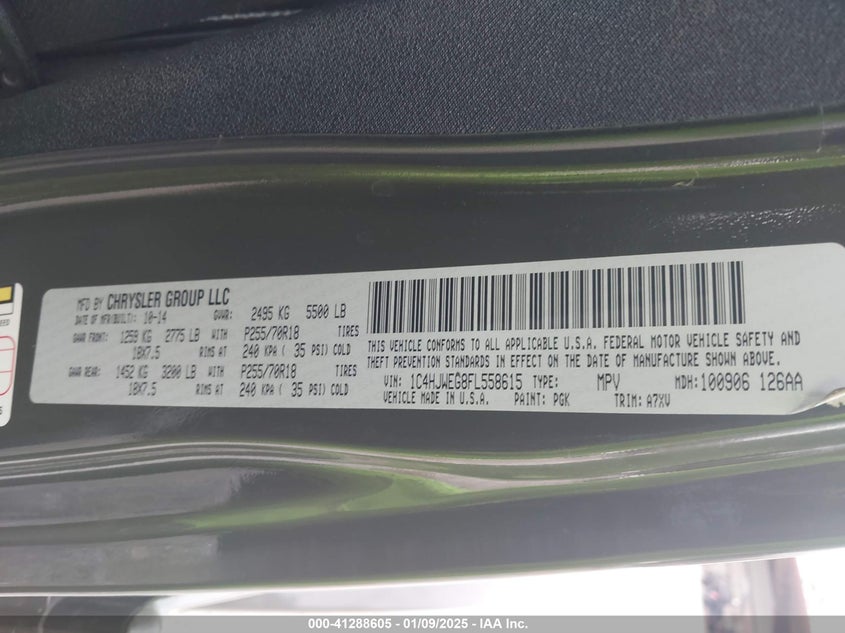 MFD BY CHRYSLER GROUP LLC
DATE OF MFR(BUILT): 10-14 GVWR: 2495 KG 5500 LB
GAWR FRONT: 1259 KG 2775 LB WITH P255/70R18 TIRES
18X7.5 RIMS AT 240 KPA ( 35 PSI) COLD
GAWR REAR: 1452 KG 3200 LB WITH P255/70R18 TIRES
18X7.5 RIMS AT 240 KPA ( 35 PSI) COLD
THIS VEHICLE CONFORMS TO ALL APPLICABLE U.S.A. FEDERAL MOTOR VEHICLE SAFETY AND
THEFT PREVENTION STANDARDS IN EFFECT ON THE DATE OF MANUFACTURE SHOWN ABOVE.
VIN: 1C4HJWEG8FL558615 TYPE: MPV MDH: 100906 126AA
VEHICLE MADE IN U.S.A. PAINT: PGK TRIM: A7XV
000-41288605 - 01/09/2025 - IAA Inc.